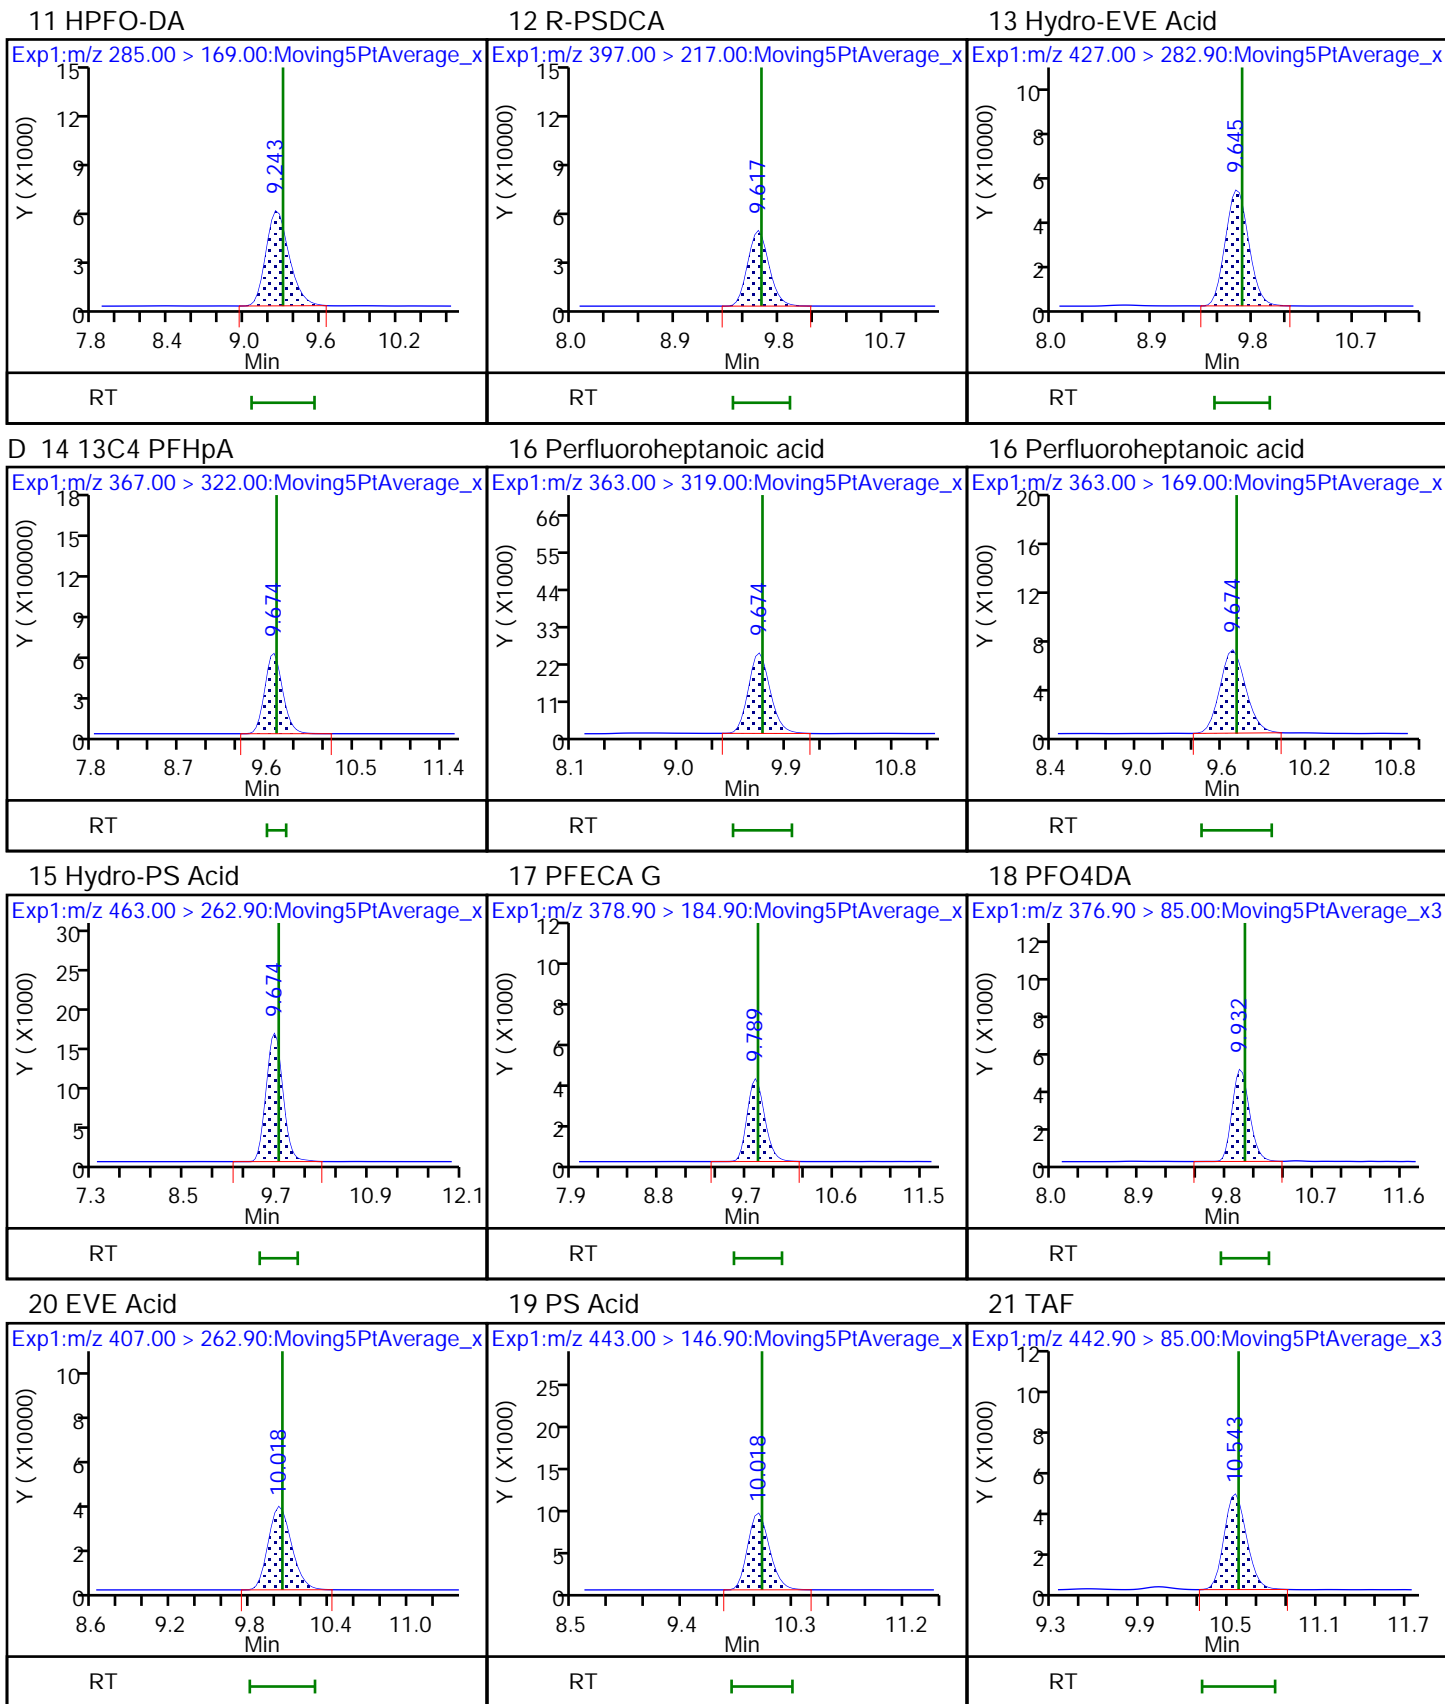 11 HPFO-DA
Exp1:m/z 285.00 > 169.00:Moving5PtAverage_x
Y ( X1000)
15
12
9
6
3
0
9.243
7.8 8.4 9.0 9.6 10.2
Min
RT
12 R-PSDCA
Exp1:m/z 397.00 > 217.00:Moving5PtAverage_x
Y ( X10000)
15
12
9
6
3
0
9.617
8.0 8.9 9.8 10.7
Min
RT
13 Hydro-EVE Acid
Exp1:m/z 427.00 > 282.90:Moving5PtAverage_x
Y ( X10000)
10
8
6
4
2
0
9.645
8.0 8.9 9.8 10.7
Min
RT
D 14 13C4 PFHpA
Exp1:m/z 367.00 > 322.00:Moving5PtAverage_x
Y ( X100000)
18
15
12
9
6
3
0
9.674
7.8 8.7 9.6 10.5 11.4
Min
RT
16 Perfluoroheptanoic acid
Exp1:m/z 363.00 > 319.00:Moving5PtAverage_x
Y ( X1000)
66
55
44
33
22
11
0
9.674
8.1 9.0 9.9 10.8
Min
RT
16 Perfluoroheptanoic acid
Exp1:m/z 363.00 > 169.00:Moving5PtAverage_x
Y ( X1000)
20
16
12
8
4
0
9.674
8.4 9.0 9.6 10.2 10.8
Min
RT
15 Hydro-PS Acid
Exp1:m/z 463.00 > 262.90:Moving5PtAverage_x
Y ( X1000)
30
25
20
15
10
5
0
9.674
7.3 8.5 9.7 10.9 12.1
Min
RT
17 PFECA G
Exp1:m/z 378.90 > 184.90:Moving5PtAverage_x
Y ( X1000)
12
10
8
6
4
2
0
9.789
7.9 8.8 9.7 10.6 11.5
Min
RT
18 PFO4DA
Exp1:m/z 376.90 > 85.00:Moving5PtAverage_x3
Y ( X1000)
12
10
8
6
4
2
0
9.932
8.0 8.9 9.8 10.7 11.6
Min
RT
20 EVE Acid
Exp1:m/z 407.00 > 262.90:Moving5PtAverage_x
Y ( X10000)
10
8
6
4
2
0
10.018
8.6 9.2 9.8 10.4 11.0
Min
RT
19 PS Acid
Exp1:m/z 443.00 > 146.90:Moving5PtAverage_x
Y ( X1000)
25
20
15
10
5
0
10.018
8.5 9.4 10.3 11.2
Min
RT
21 TAF
Exp1:m/z 442.90 > 85.00:Moving5PtAverage_x3
Y ( X1000)
12
10
8
6
4
2
0
10.543
9.3 9.9 10.5 11.1 11.7
Min
RT